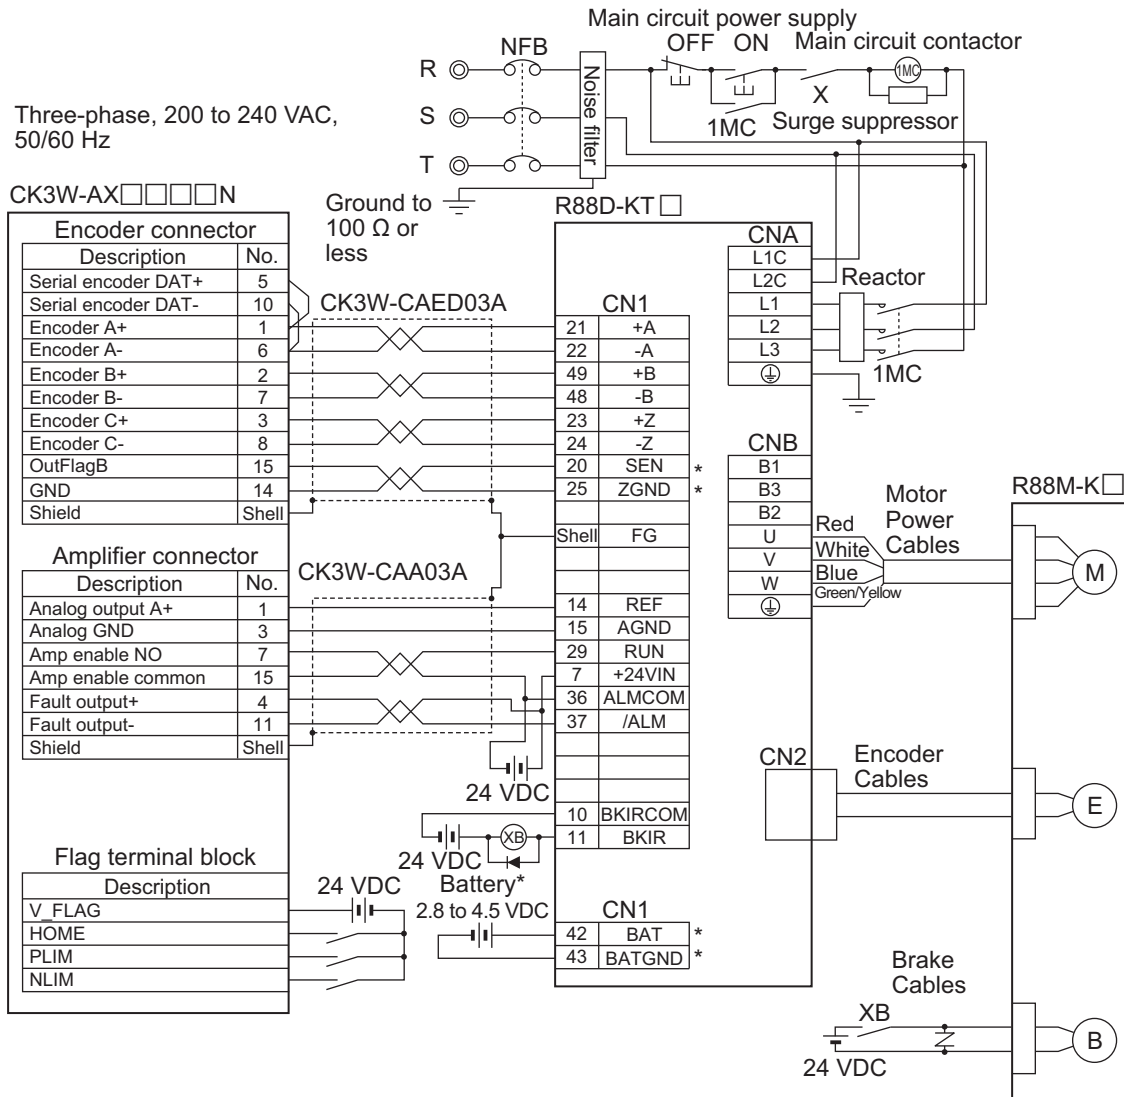 Main circuit power supply
OFF ON Main circuit contactor
NFB
R
S
T
Noise filter
1MC
X
1MC
Surge suppressor
Three-phase, 200 to 240 VAC,
50/60 Hz
Ground to
100 Ω or
less
CK3W-AX□□□□N
Encoder connector
Description No.
Serial encoder DAT+ 5
Serial encoder DAT- 10
Encoder A+ 1
Encoder A- 6
Encoder B+ 2
Encoder B- 7
Encoder C+ 3
Encoder C- 8
OutFlagB 15
GND 14
Shield Shell
Amplifier connector
Description No.
Analog output A+ 1
Analog GND 3
Amp enable NO 7
Amp enable common 15
Fault output+ 4
Fault output- 11
Shield Shell
Flag terminal block
Description
V_FLAG
HOME
PLIM
NLIM
24 VDC
CK3W-CAED03A
CK3W-CAA03A
24 VDC
24 VDC
XB
Battery*
2.8 to 4.5 VDC
R88D-KT□
CN1
21 +A
22 -A
49 +B
48 -B
23 +Z
24 -Z
20 SEN *
25 ZGND *
Shell FG
14 REF
15 AGND
29 RUN
7 +24VIN
36 ALMCOM
37 /ALM
10 BKIRCOM
11 BKIR
CN1
42 BAT *
43 BATGND *
CNA
L1C
L2C
L1
L2
L3
Reactor
1MC
CNB
B1
B3
B2
U
V
W
Red
White
Blue
Green/Yellow
Motor
Power
Cables
R88M-K□
M
CN2
Encoder
Cables
E
Brake
Cables
XB
24 VDC
B